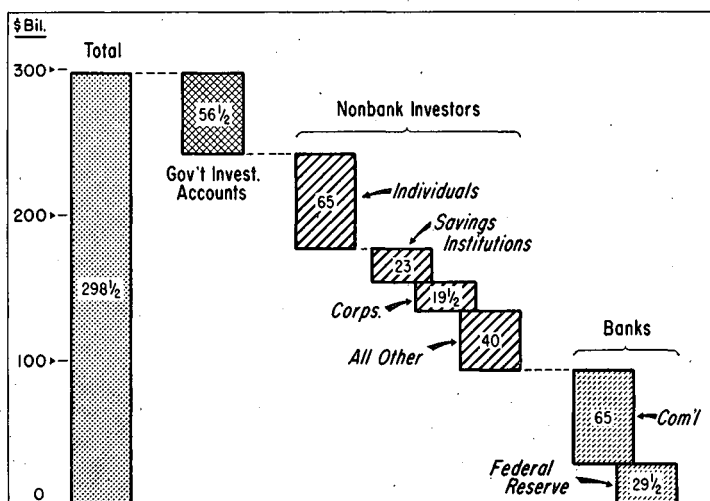 $ Bil.
Total
300
56½
Nonbank Investors
Gov't Invest.
Accounts
65
Individuals
200
Savings
Institutions
23
298½
19½
Corps.
40
All Other
Banks
100
65
Com'l
Federal
Reserve
29½
0